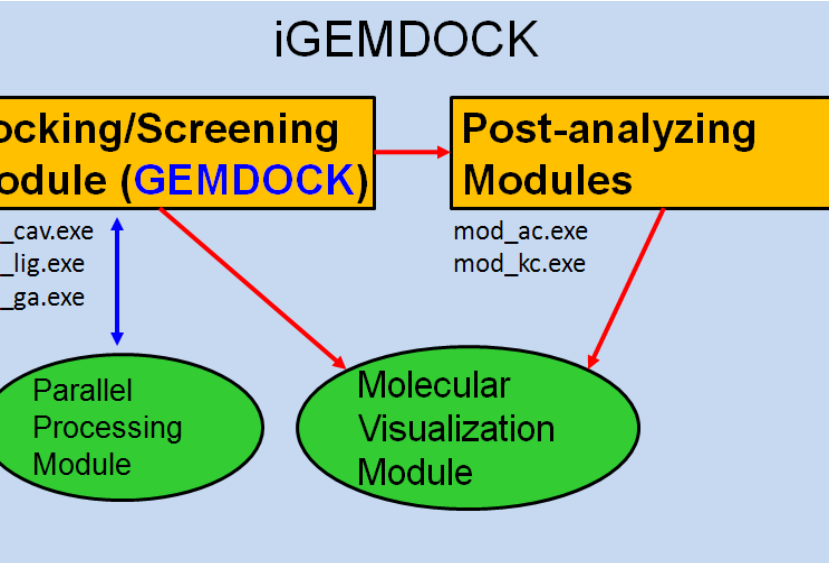 iGEMDOCK
ocking/Screening
odule (GEMDOCK)
Post-analyzing
Modules
_cav.exe
_lig.exe
_ga.exe
mod_ac.exe
mod_kc.exe
Parallel
Processing
Module
Molecular
Visualization
Module